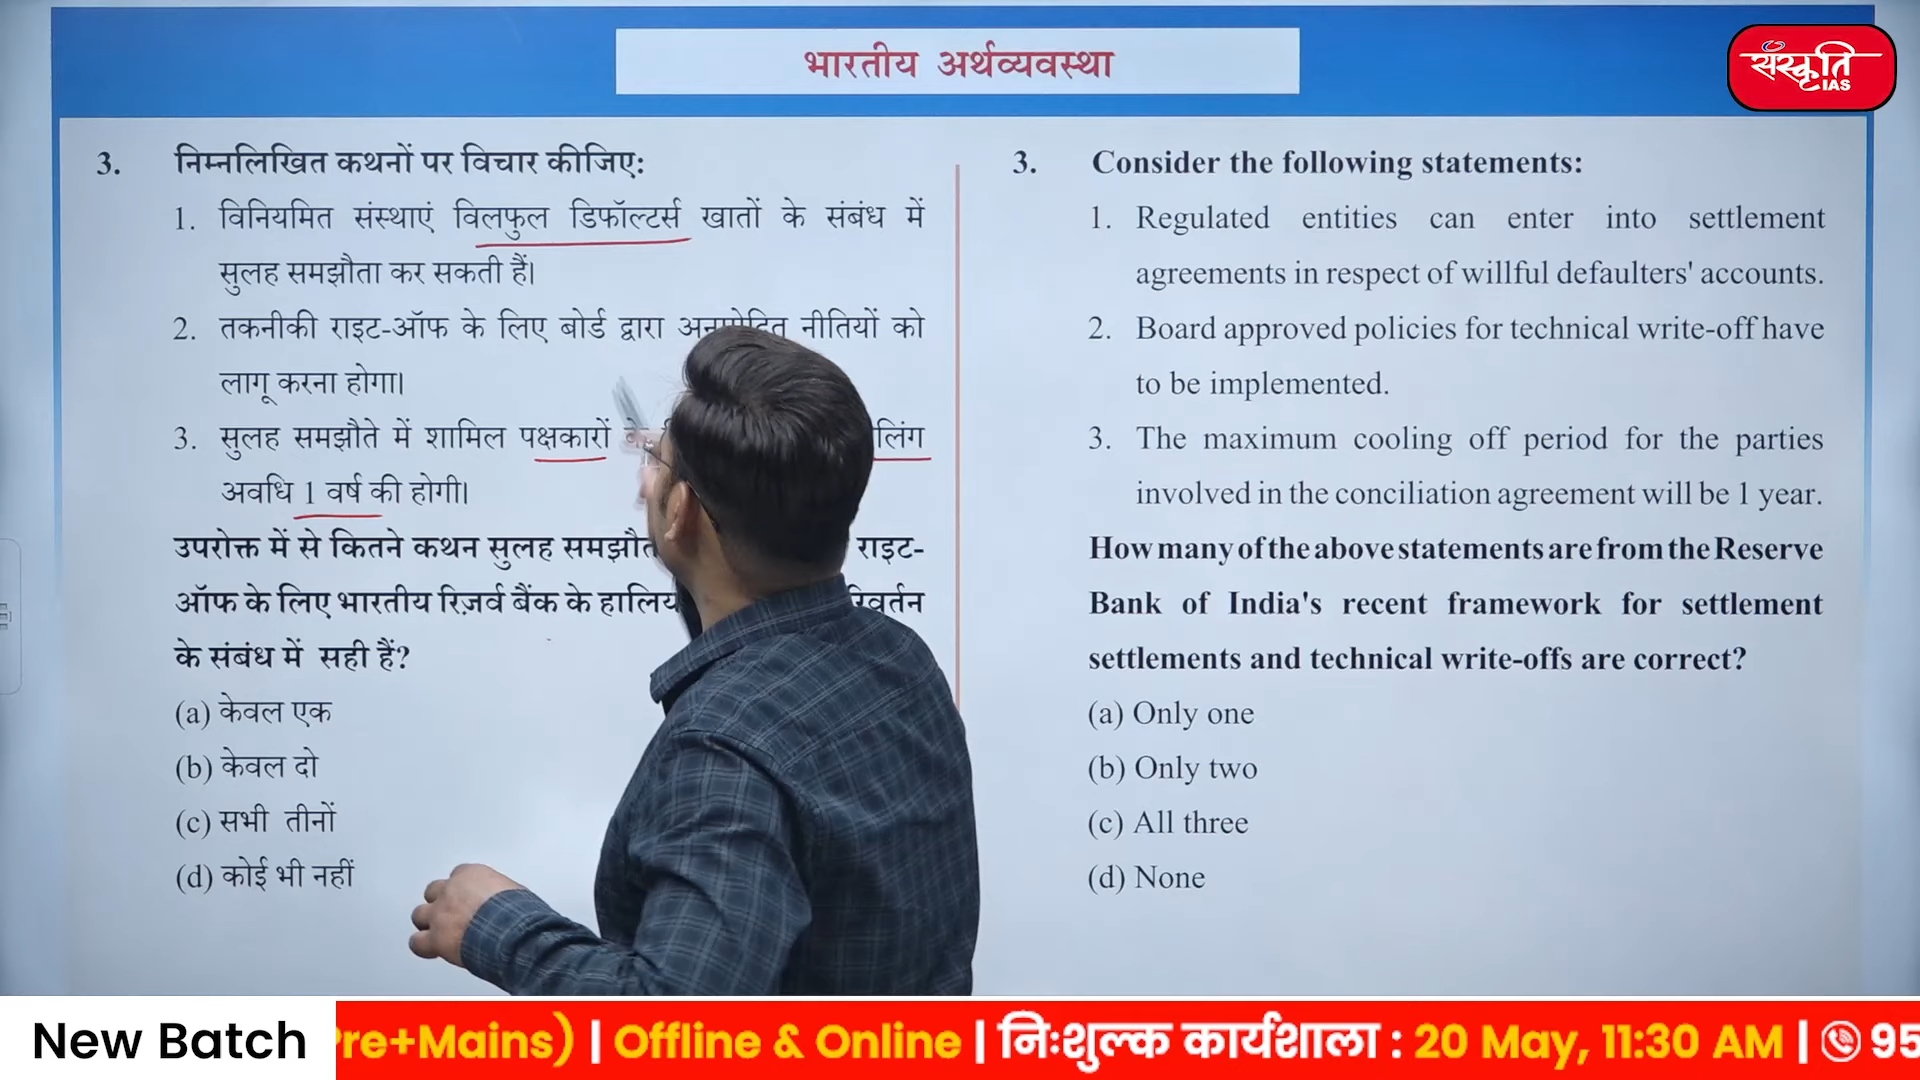 भारतीय अर्थव्यवस्था
संस्कृति
IAS
3. निम्नलिखित कथनों पर विचार कीजिए:
1. विनियमित संस्थाएं विलफुल डिफॉल्टर्स खातों के संबंध में
सुलह समझौता कर सकती हैं।
2. तकनीकी राइट-ऑफ के लिए बोर्ड द्वारा नीतियों को
लागू करना होगा।
3. सुलह समझौते में शामिल पक्षकारों
अवधि 1 वर्ष की होगी।
उपरोक्त में से कितने कथन सुलह राइट-
ऑफ के लिए भारतीय रिज़र्व बैंक के
के संबंध में सही हैं?
(a) केवल एक
(b) केवल दो
(c) सभी तीनों
(d) कोई भी नहीं
3. Consider the following statements:
1. Regulated entities can enter into settlement
agreements in respect of willful defaulters' accounts.
2. Board approved policies for technical write-off have
to be implemented.
3. The maximum cooling off period for the parties
involved in the conciliation agreement will be 1 year.
How many of the above statements are from the Reserve
Bank of India's recent framework for settlement
settlements and technical write-offs are correct?
(a) Only one
(b) Only two
(c) All three
(d) None
New Batch
Pre+Mains) | Offline & Online | निःशुल्क कार्यशाला : 20 May, 11:30 AM | 95